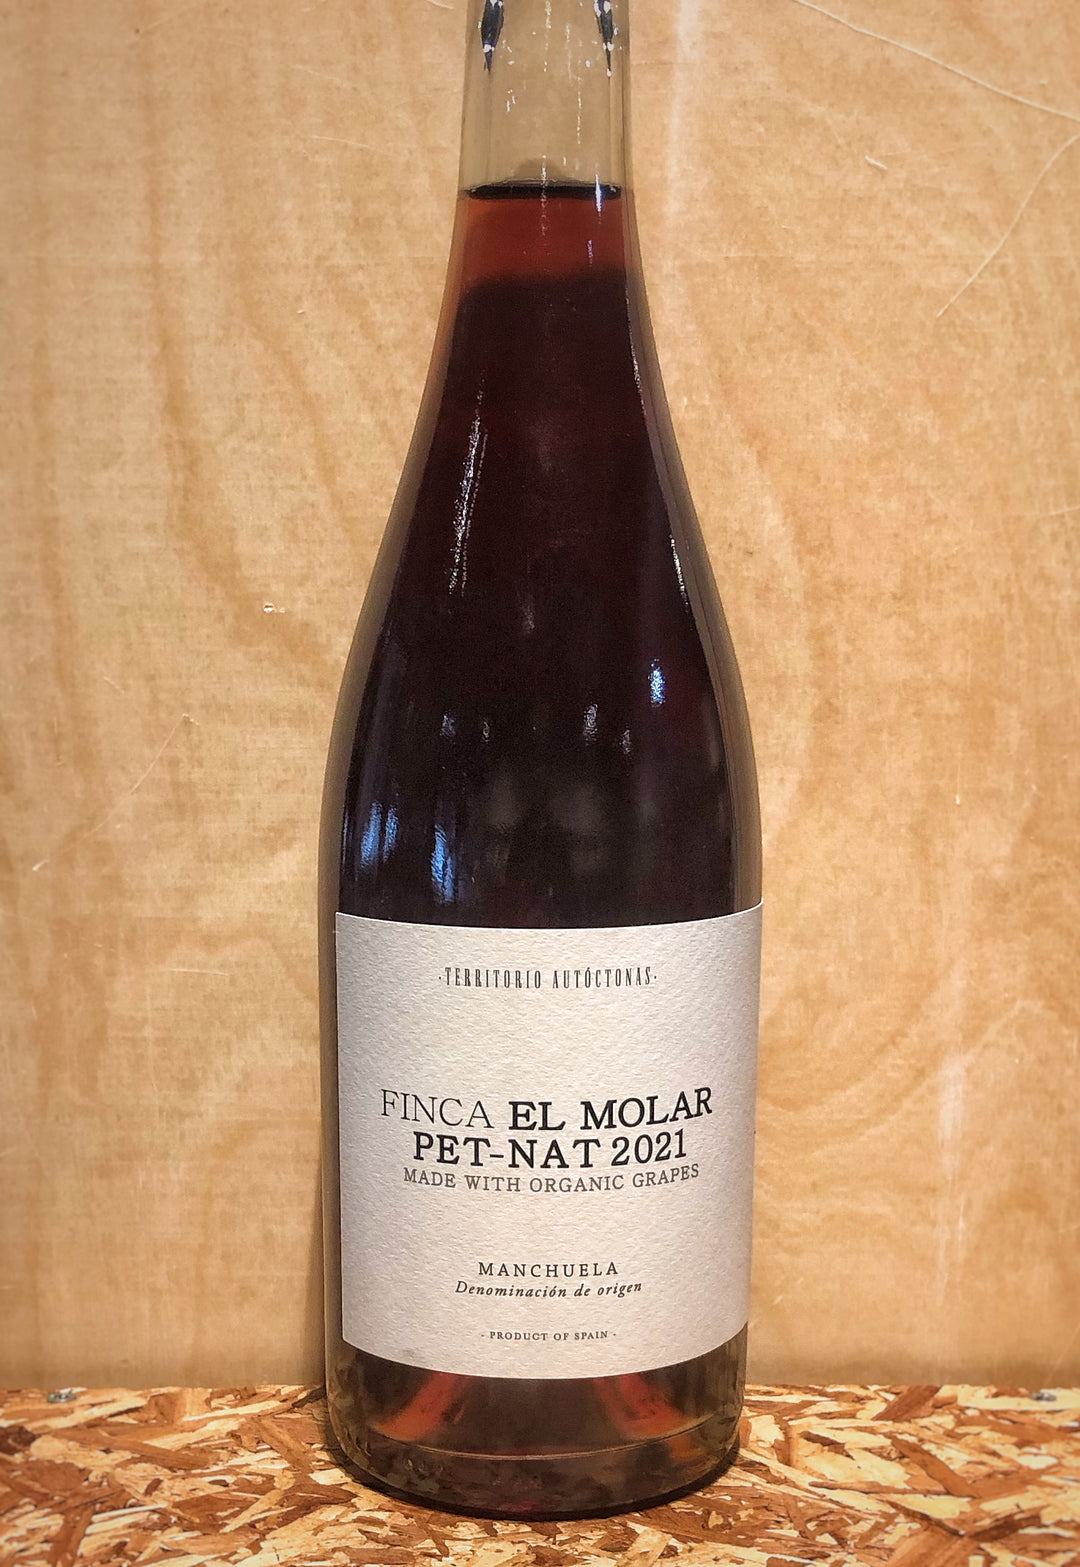 ·TERRITORIO AUTÓCTONAS·
FINCA EL MOLAR
PET-NAT 2021
MADE WITH ORGANIC GRAPES
MANCHUELA
Denominación de origen
- PRODUCT OF SPAIN -